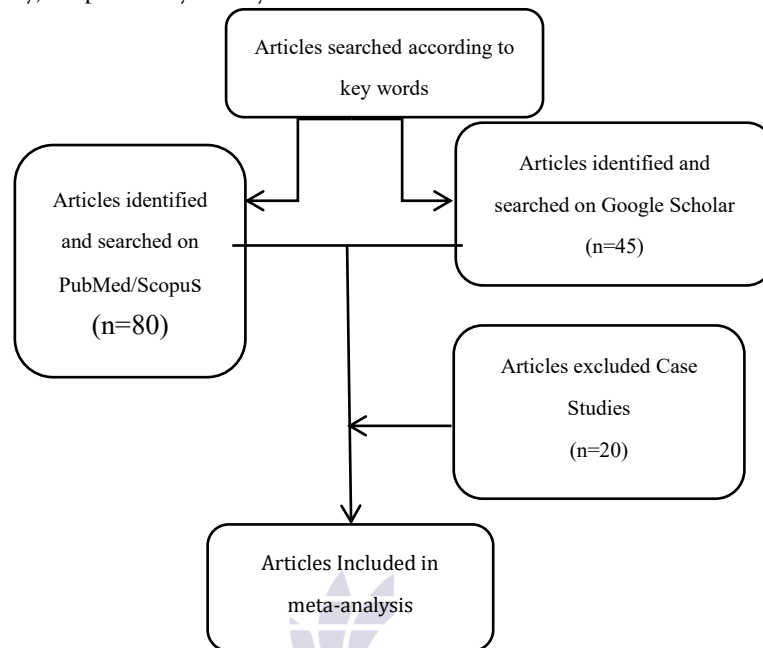 Articles searched according to
key words
Articles identified
and searched on
PubMed/Scopus
(n=80)
Articles identified and
searched on Google Scholar
(n=45)
Articles excluded Case
Studies
(n=20)
Articles Included in
meta-analysis